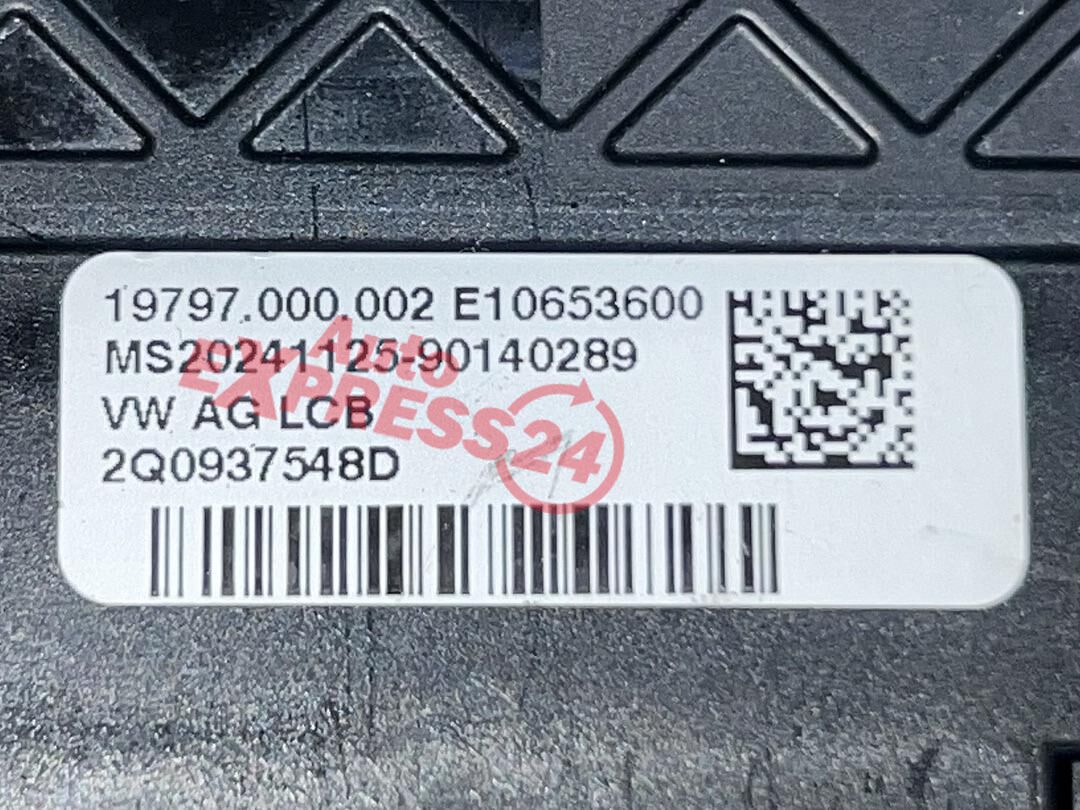 19797.000.002 E10653600
MS20241125-90140289
VW AG LCB
2Q0937548D
Auto
EXPRESS24